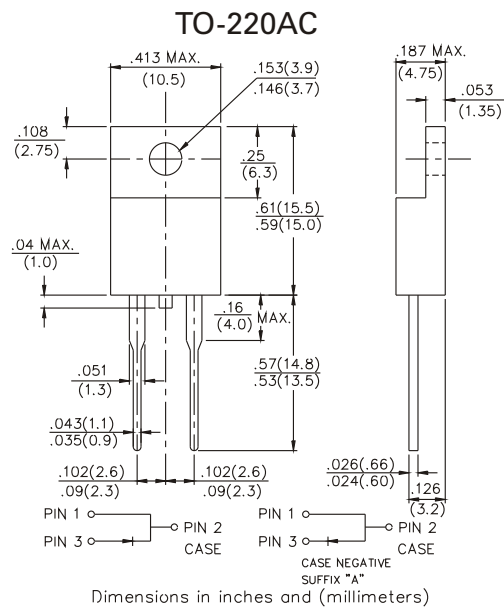 TO-220AC
.413 MAX.
(10.5)
.187 MAX.
(4.75)
.153(3.9)
.146(3.7)
.053
(1.35)
.108
(2.75)
.25
(6.3)
.61(15.5)
.59(15.0)
.04 MAX.
(1.0)
.16
(4.0) MAX.
.57(14.8)
.53(13.5)
.051
(1.3)
.043(1.1)
.035(0.9)
.102(2.6)
.09(2.3)
.102(2.6)
.09(2.3)
.026(.66)
.024(.60)
.126
(3.2)
PIN 1
PIN 3
PIN 2
CASE
PIN 1
PIN 3
PIN 2
CASE
CASE NEGATIVE
SUFFIX "A"
Dimensions in inches and (millimeters)